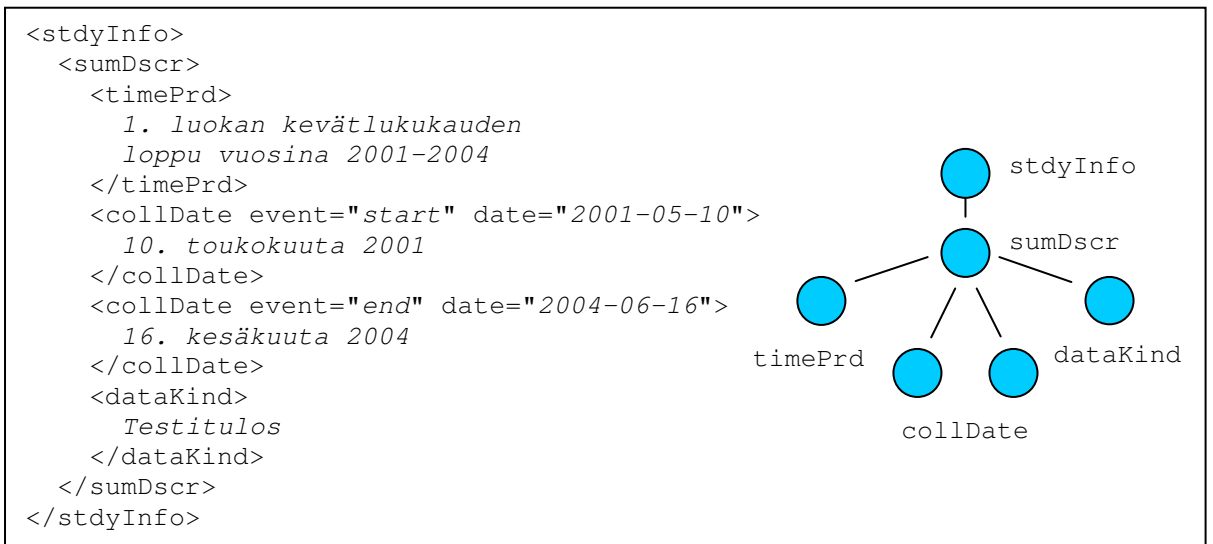 <stdyInfo>
  <sumDscr>
    <timePrd>
      1. luokan kevätlukukauden
      loppu vuosina 2001-2004
    </timePrd>
    <collDate event="start" date="2001-05-10">
      10. toukokuuta 2001
    </collDate>
    <collDate event="end" date="2004-06-16">
      16. kesäkuuta 2004
    </collDate>
    <dataKind>
      Testitulos
    </dataKind>
  </sumDscr>
</stdyInfo>
stdyInfo
sumDscr
timePrd
dataKind
collDate